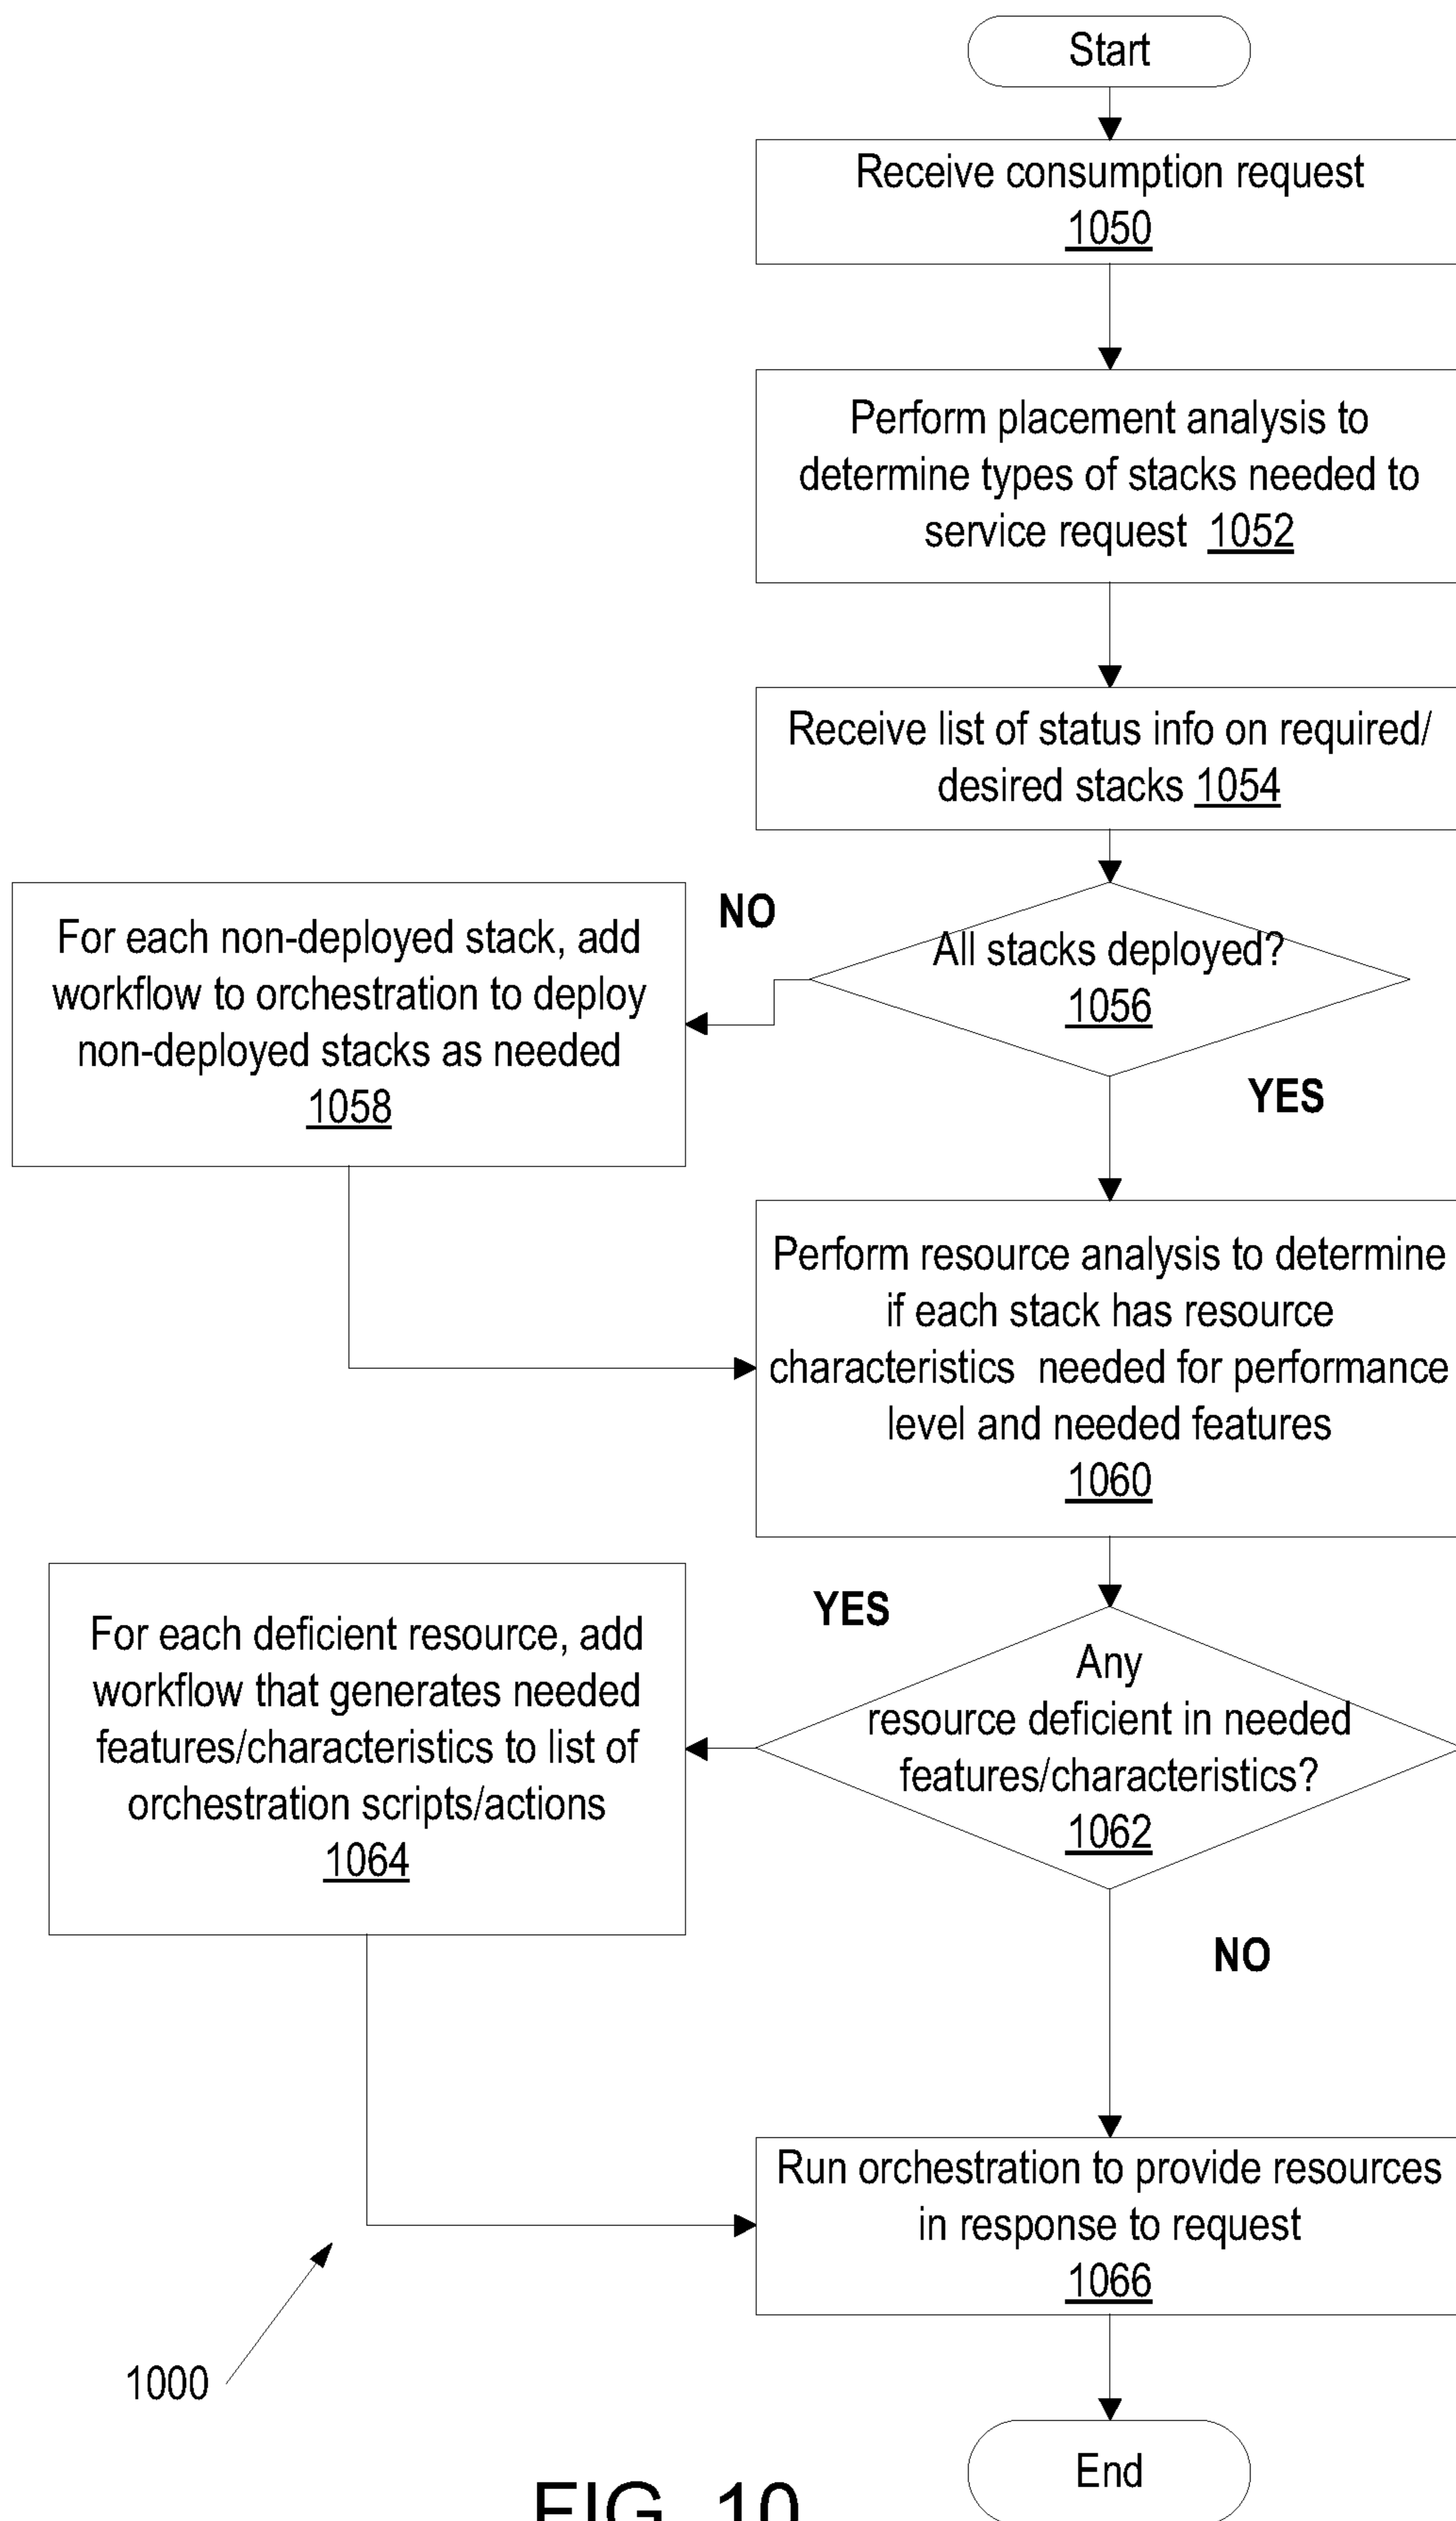 Start
Receive consumption request
1050
Perform placement analysis to
determine types of stacks needed to
service request 1052
Receive list of status info on required/
desired stacks 1054
All stacks deployed?
1056
NO
YES
For each non-deployed stack, add
workflow to orchestration to deploy
non-deployed stacks as needed
1058
Perform resource analysis to determine
if each stack has resource
characteristics needed for performance
level and needed features
1060
Any
resource deficient in needed
features/characteristics?
1062
YES
NO
For each deficient resource, add
workflow that generates needed
features/characteristics to list of
orchestration scripts/actions
1064
Run orchestration to provide resources
in response to request
1066
1000
End
FIG. 10